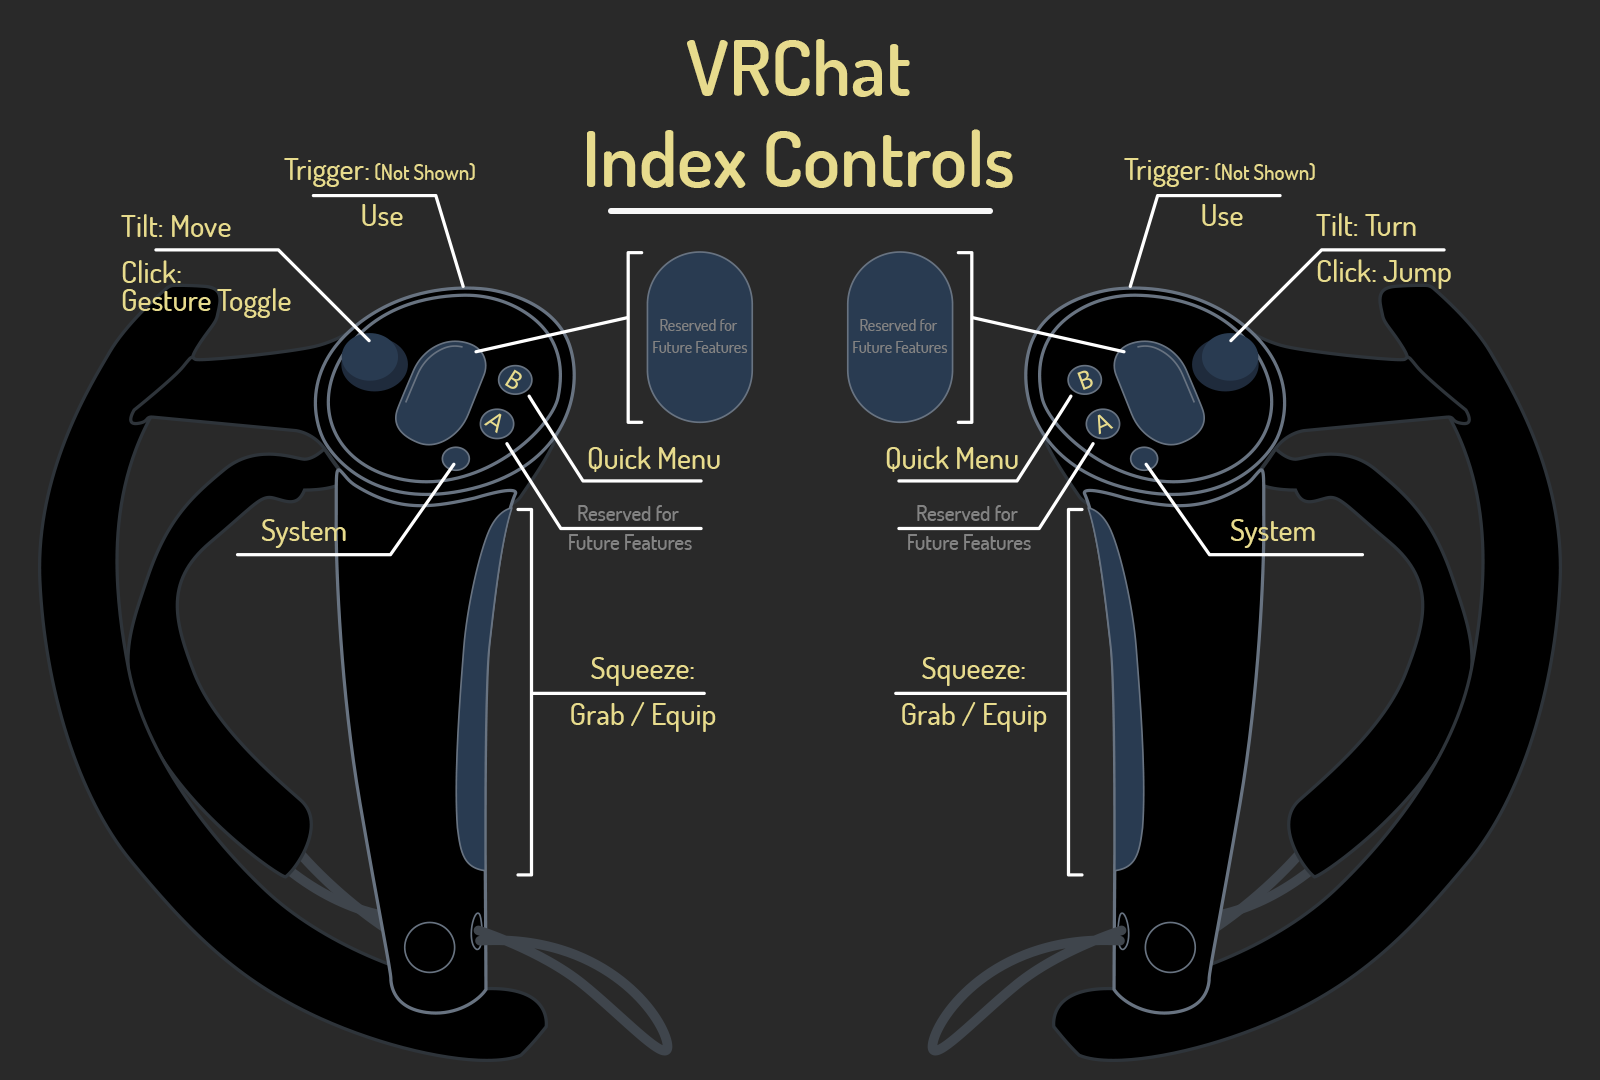 VRChat
Index Controls
Trigger: (Not Shown)
Use
Tilt: Move
Click:
Gesture Toggle
Reserved for
Future Features
B
A
Quick Menu
Reserved for
Future Features
System
Squeeze:
Grab / Equip
Trigger: (Not Shown)
Use
Tilt: Turn
Click: Jump
Reserved for
Future Features
B
A
Quick Menu
Reserved for
Future Features
System
Squeeze:
Grab / Equip